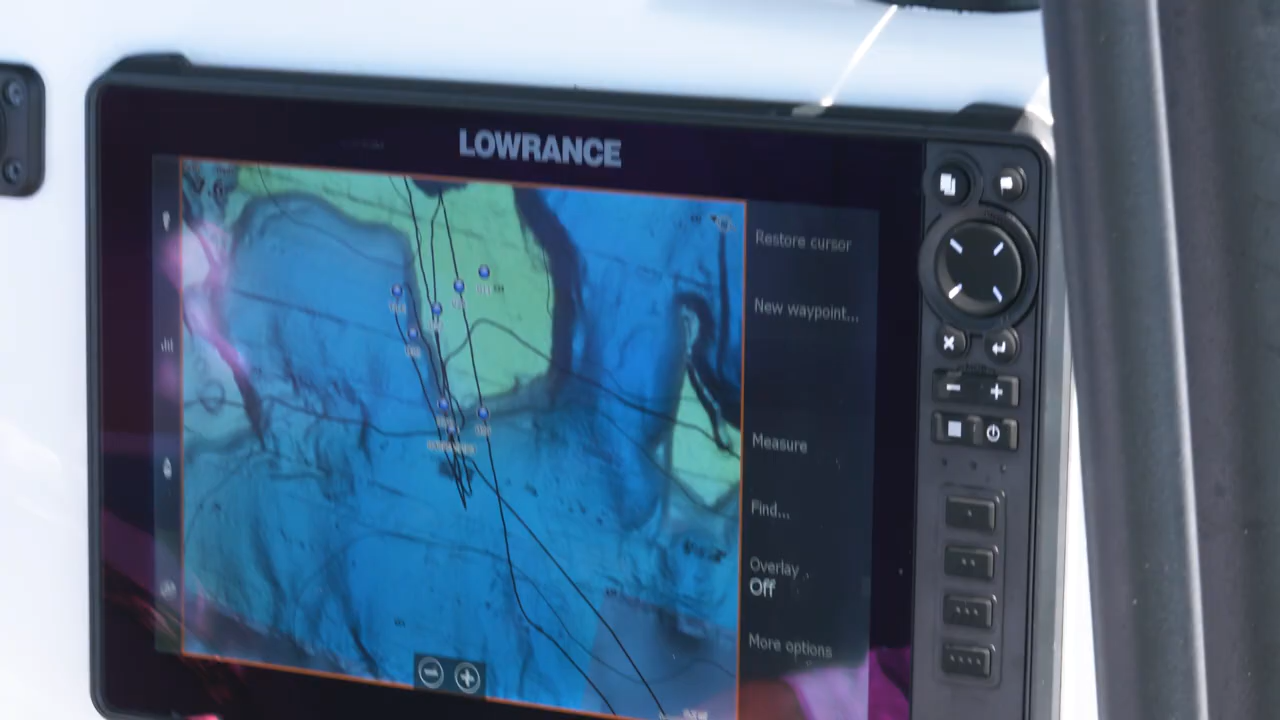 LOWRANCE
Restore cursor
New waypoint...
Measure
Find...
Overlay
Off
More options